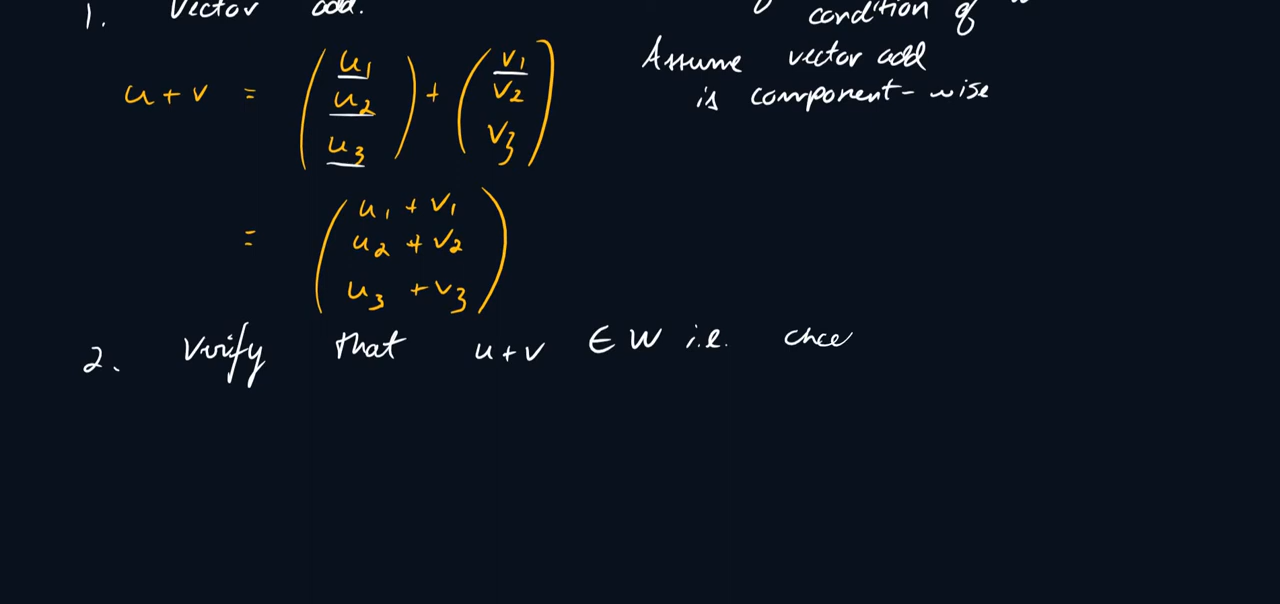 1. Vector add.
condition of
Assume vector add
is component-wise
u + v = (u1 u2 u3) + (v1 v2 v3)
= (u1 + v1
u2 + v2
u3 + v3)
2. Verify that u + v ∈ W i.e. chce